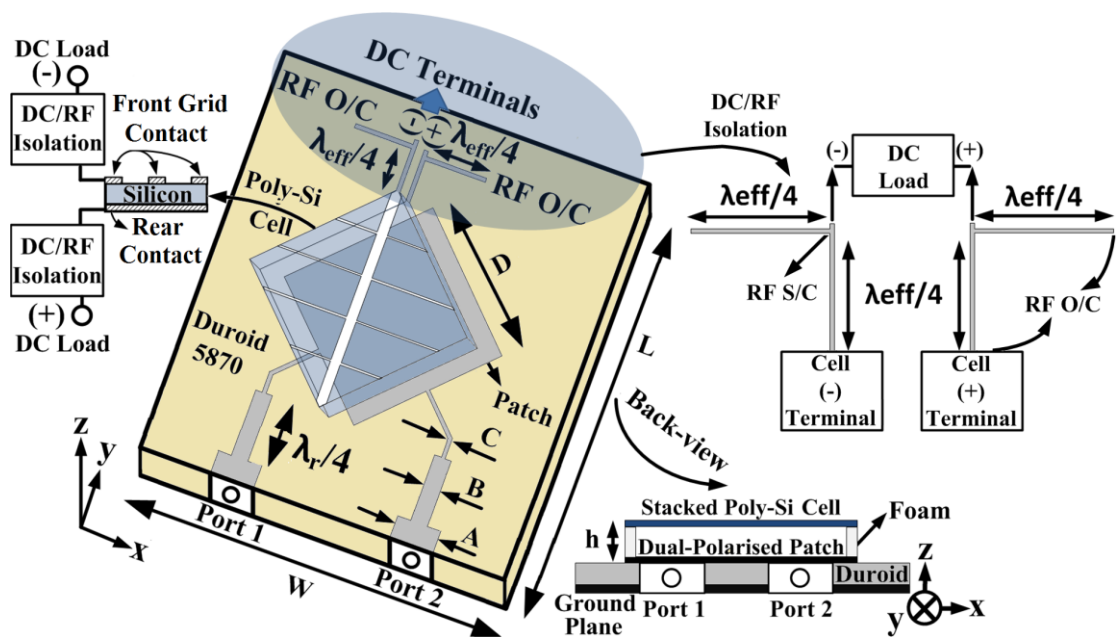 DC Load
(-)
DC/RF
Isolation
Front Grid
Contact
Silicon
Rear
Contact
DC/RF
Isolation
(+)
DC Load
DC Terminals
RF O/C
(-)
(+)
λeff/4
λeff/4
RF O/C
Poly-Si
Cell
D
Duroid
5870
Patch
L
λr/4
C
B
A
Port 1
Port 2
W
z
y
x
DC/RF
Isolation
(-)
DC
Load
(+)
λeff/4
λeff/4
RF S/C
λeff/4
RF O/C
Cell
(-)
Terminal
Cell
(+)
Terminal
Back-view
Stacked Poly-Si Cell
Foam
h
Dual-Polarised Patch
Duroid
Ground
Plane
Port 1
Port 2
z
y
x